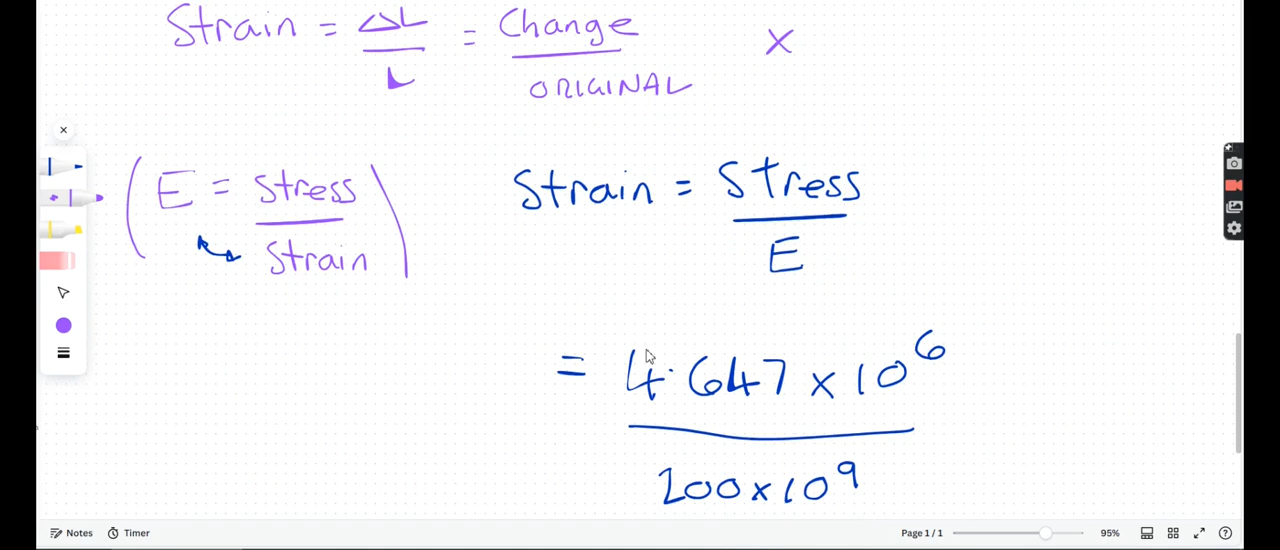 Strain = ΔL / L = Change / ORIGINAL ×
(E = Stress / Strain)
Strain = Stress / E
= 4.647 x 10^6 / 200 x 10^9
Notes Timer Page 1 / 1 95%